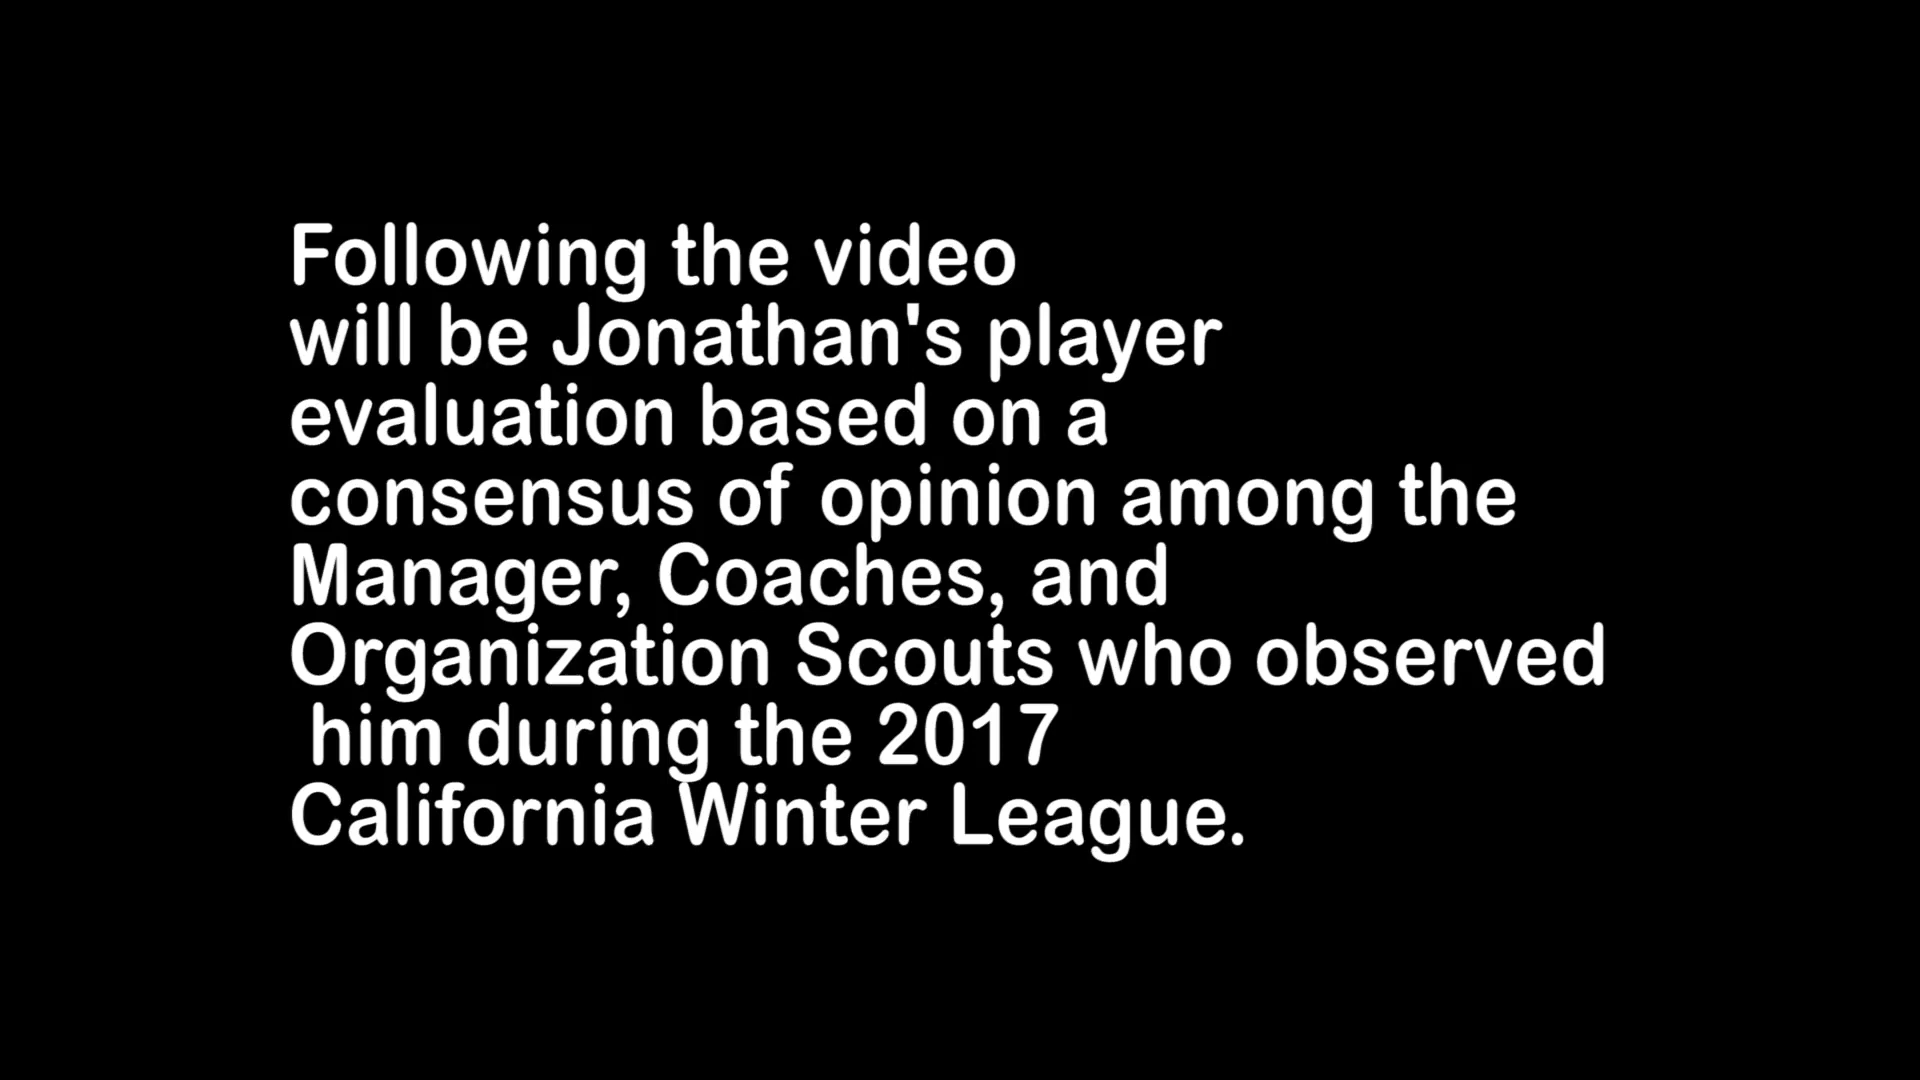 Following the video
will be Jonathan's player
evaluation based on a
consensus of opinion among the
Manager, Coaches, and
Organization Scouts who observed
him during the 2017
California Winter League.